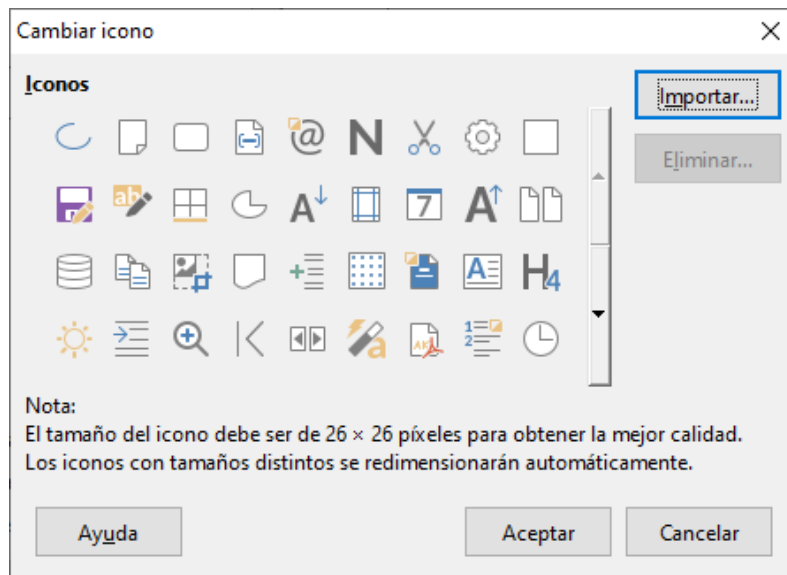 Cambiar icono
Iconos
Importar...
Eliminar...
Nota:
El tamaño del icono debe ser de 26 × 26 píxeles para obtener la mejor calidad.
Los iconos con tamaños distintos se redimensionarán automáticamente.
Ayuda
Aceptar
Cancelar